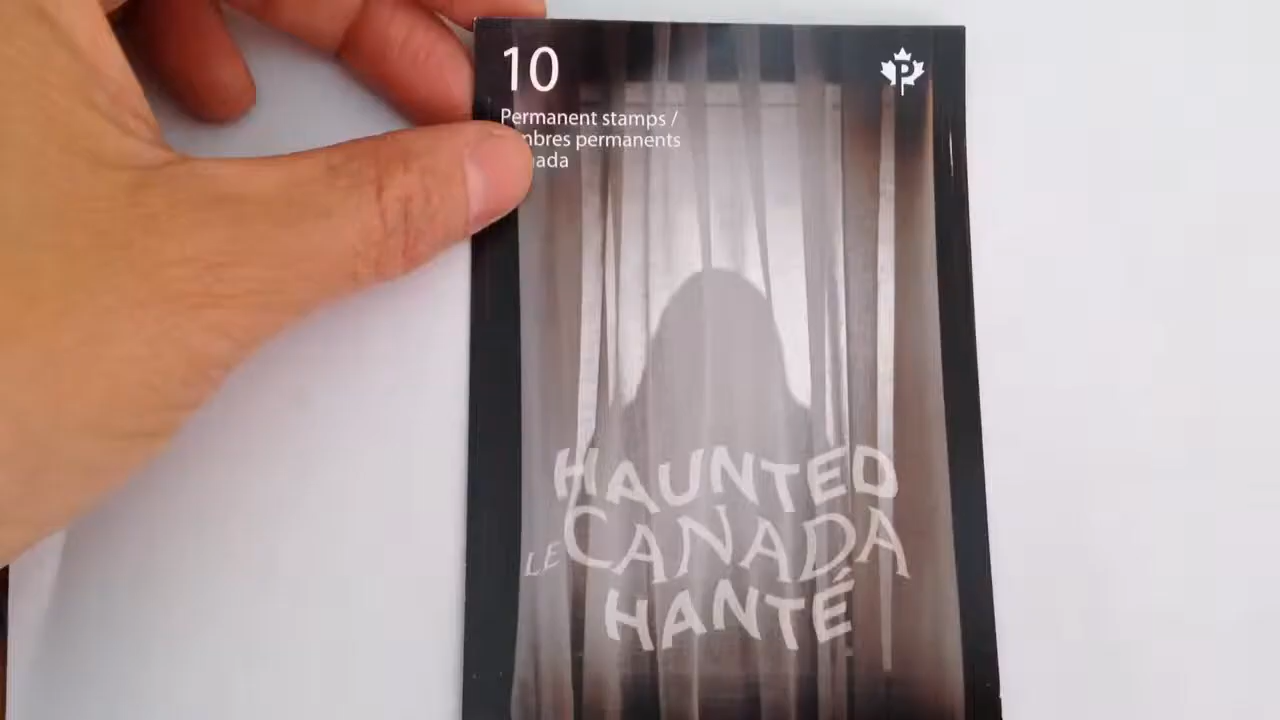 10
P
Permanent stamps /
mbres permanents
ada
HAUNTED
LE CANADA
HANTÉ